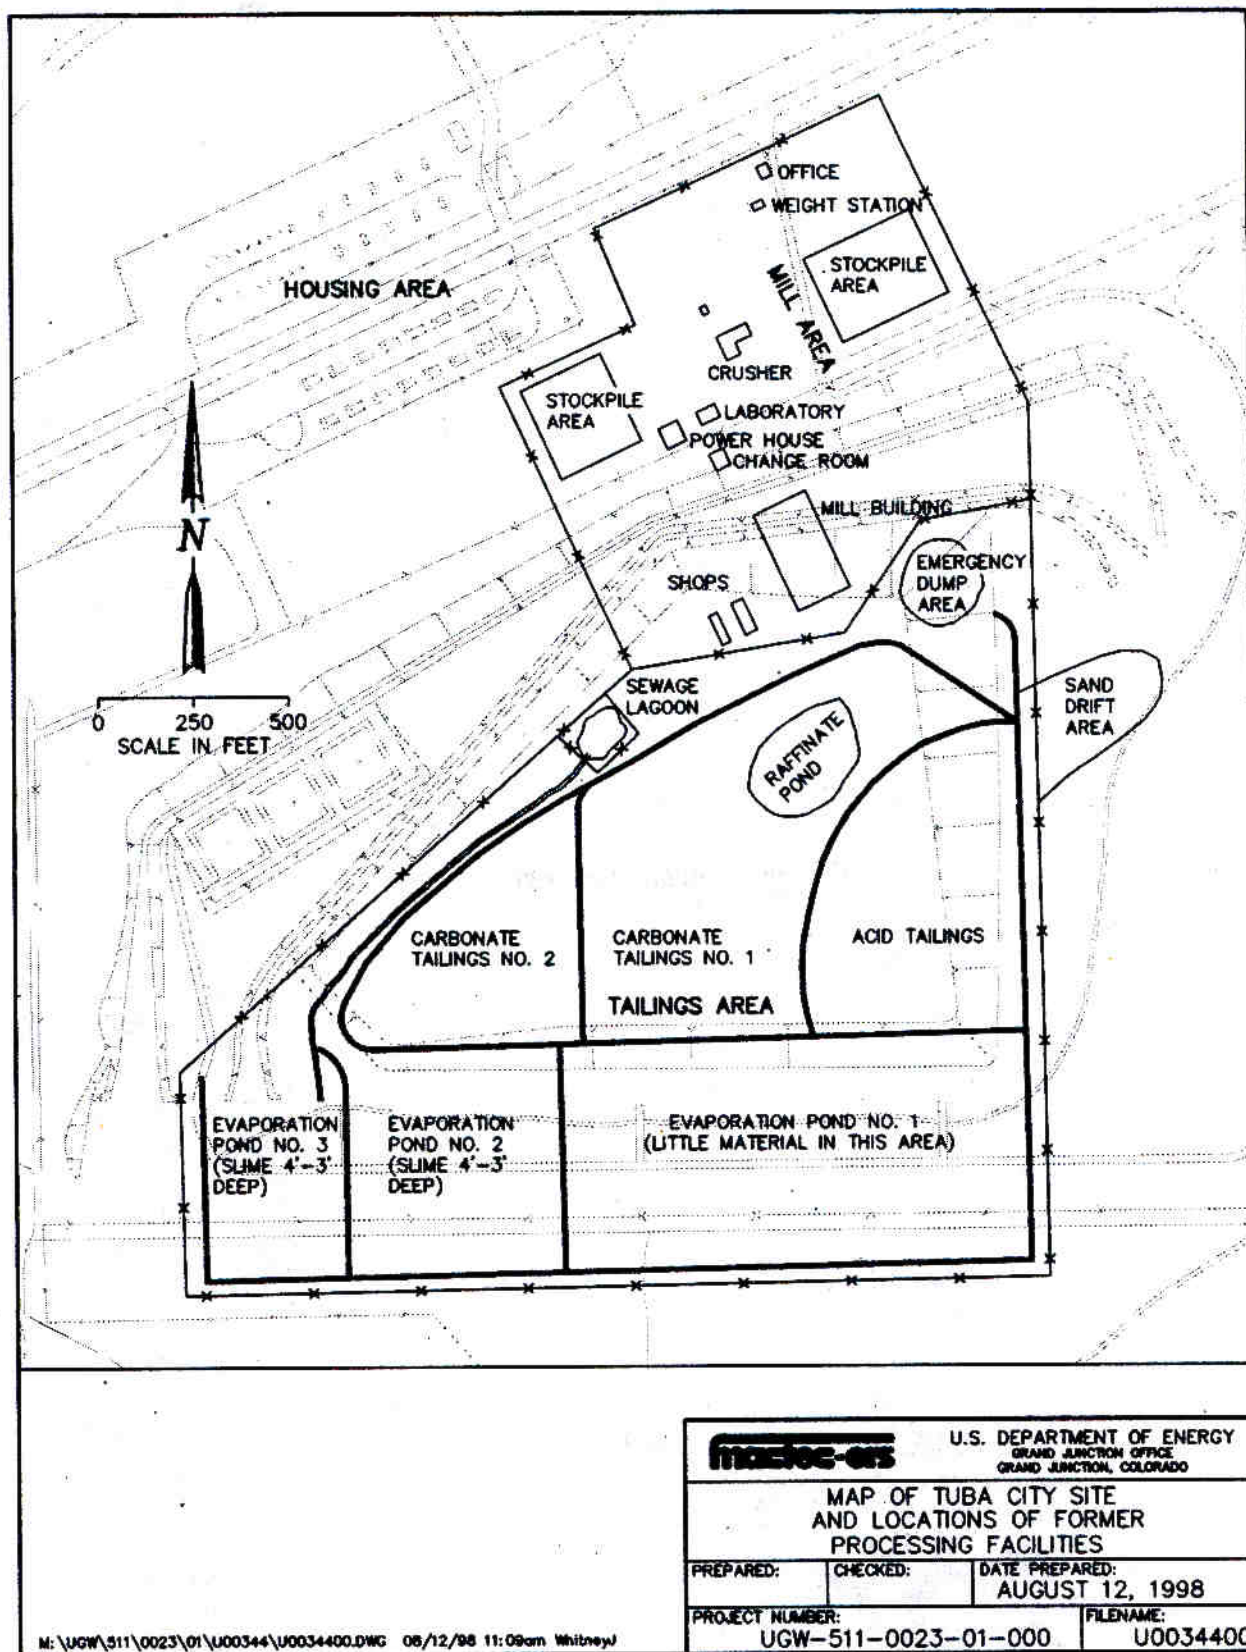 OFFICE
WEIGHT STATION
STOCKPILE
AREA
MILL AREA
HOUSING AREA
CRUSHER
STOCKPILE
AREA
LABORATORY
POWER HOUSE
CHANGE ROOM
N
MILL BUILDING
EMERGENCY
DUMP
AREA
SHOPS
SEWAGE
LAGOON
SAND
DRIFT
AREA
0 250 500
SCALE IN FEET
RAFFINATE
POND
CARBONATE
TAILINGS NO. 2
CARBONATE
TAILINGS NO. 1
ACID TAILINGS
TAILINGS AREA
EVAPORATION
POND NO. 3
(SLIME 4'-3'
DEEP)
EVAPORATION
POND NO. 2
(SLIME 4'-3'
DEEP)
EVAPORATION POND NO. 1
(LITTLE MATERIAL IN THIS AREA)
mactec-ers
U.S. DEPARTMENT OF ENERGY
GRAND JUNCTION OFFICE
GRAND JUNCTION, COLORADO
MAP OF TUBA CITY SITE
AND LOCATIONS OF FORMER
PROCESSING FACILITIES
PREPARED:
CHECKED:
DATE PREPARED:
AUGUST 12, 1998
PROJECT NUMBER:
UGW-511-0023-01-000
FILENAME:
U0034400
M:\UGW\511\0023\01\U00344\U0034400.DWG 08/12/98 11:09am WhitneyJ